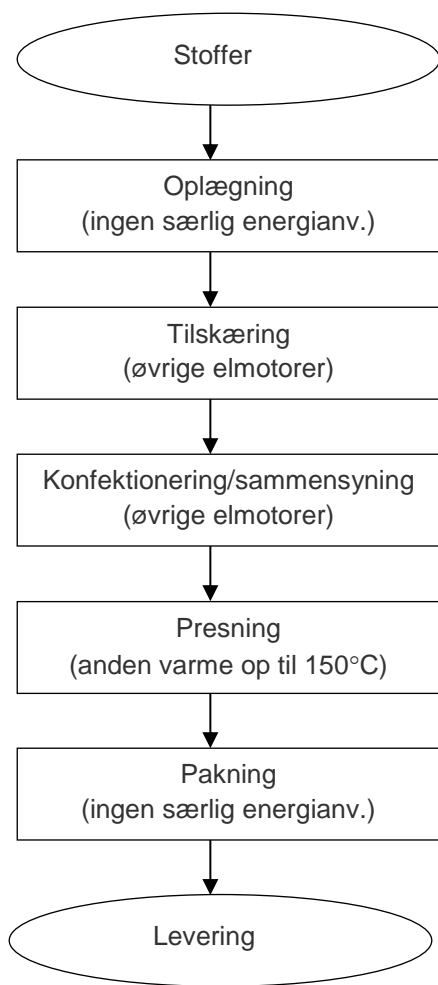 Stoffer
Oplægning
(ingen særlig energianv.)
Tilskæring
(øvrige elmotorer)
Konfektionering/sammensyning
(øvrige elmotorer)
Presning
(anden varme op til 150°C)
Pakning
(ingen særlig energianv.)
Levering